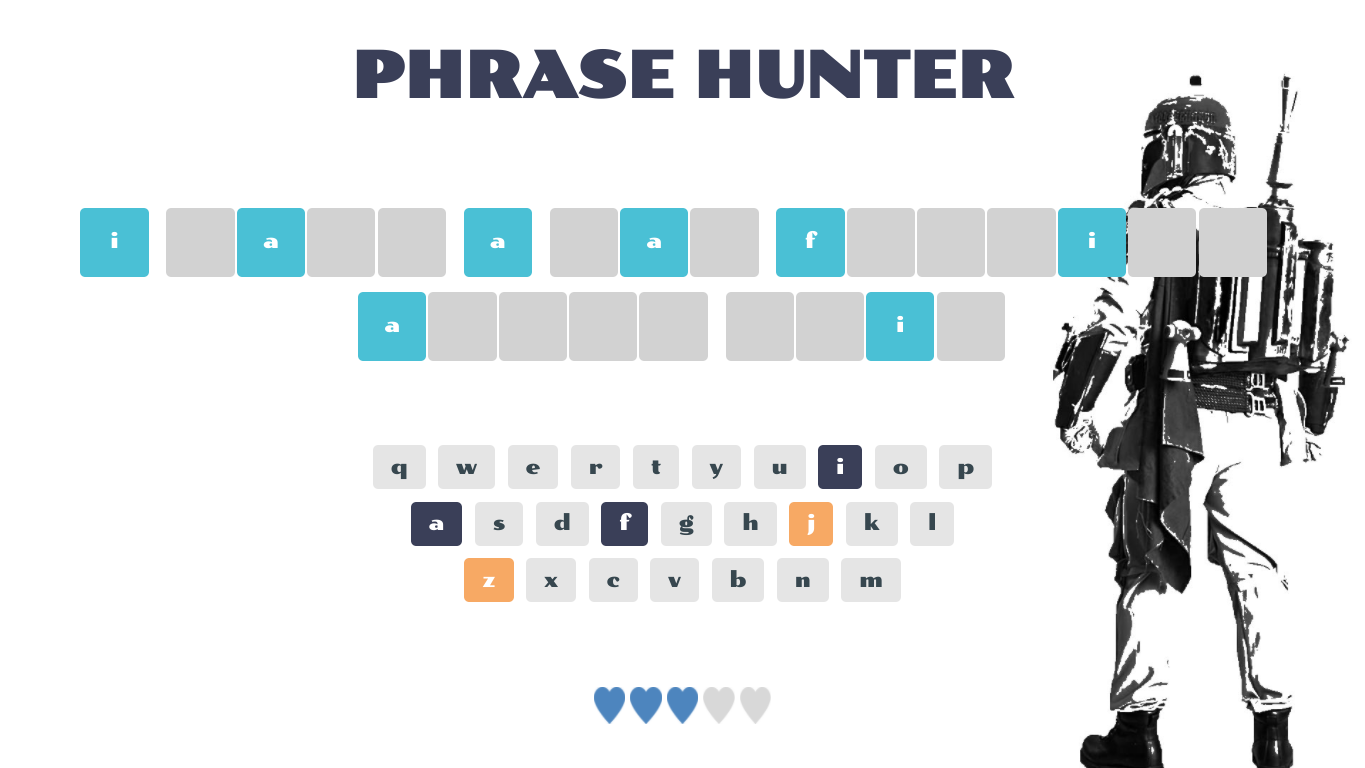 PHRASE HUNTER
i a a a f i
a i
q w e r t y u i o p
a s d f g h j k l
z x c v b n m